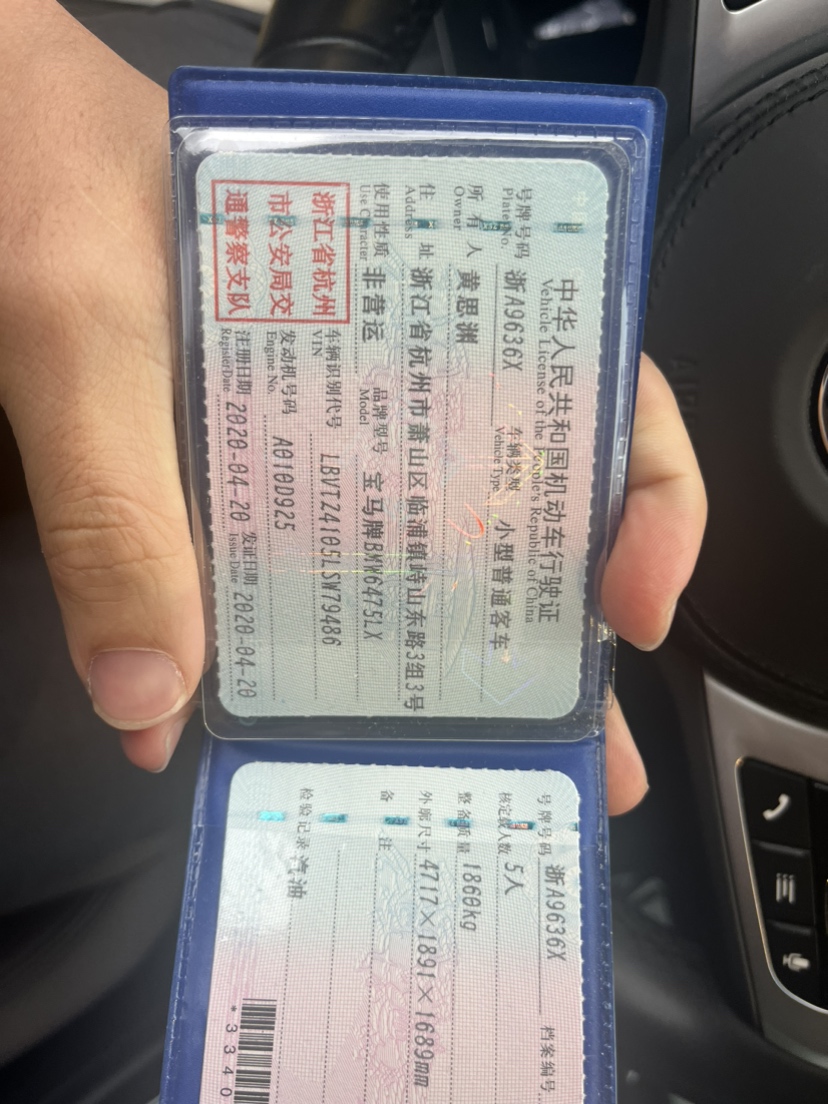 中华人民共和国机动车行驶证
Vehicle License of the People's Republic of China
号牌号码 浙A9636X 车辆类型 小型普通客车
Plate No. Vehicle Type
所有人 黄思渊
Owner
住址 浙江省杭州市萧山区临浦镇峙山东路3组3号
Address
使用性质 非营运 品牌型号 宝马牌BMW6475LX
Use Character Model
浙江省杭州
市公安局交
通警察支队
车辆识别代号 LBVTZ4105LSW79486
VIN
发动机号码 A010D925
Engine No.
注册日期 2020-04-20 发证日期 2020-04-20
Register Date Issue Date
号牌号码 浙A9636X 档案编号
核定载人数 5人
整备质量 1860kg
外廓尺寸 4717×1891×1689mm
备注
检验记录 汽油
*3340